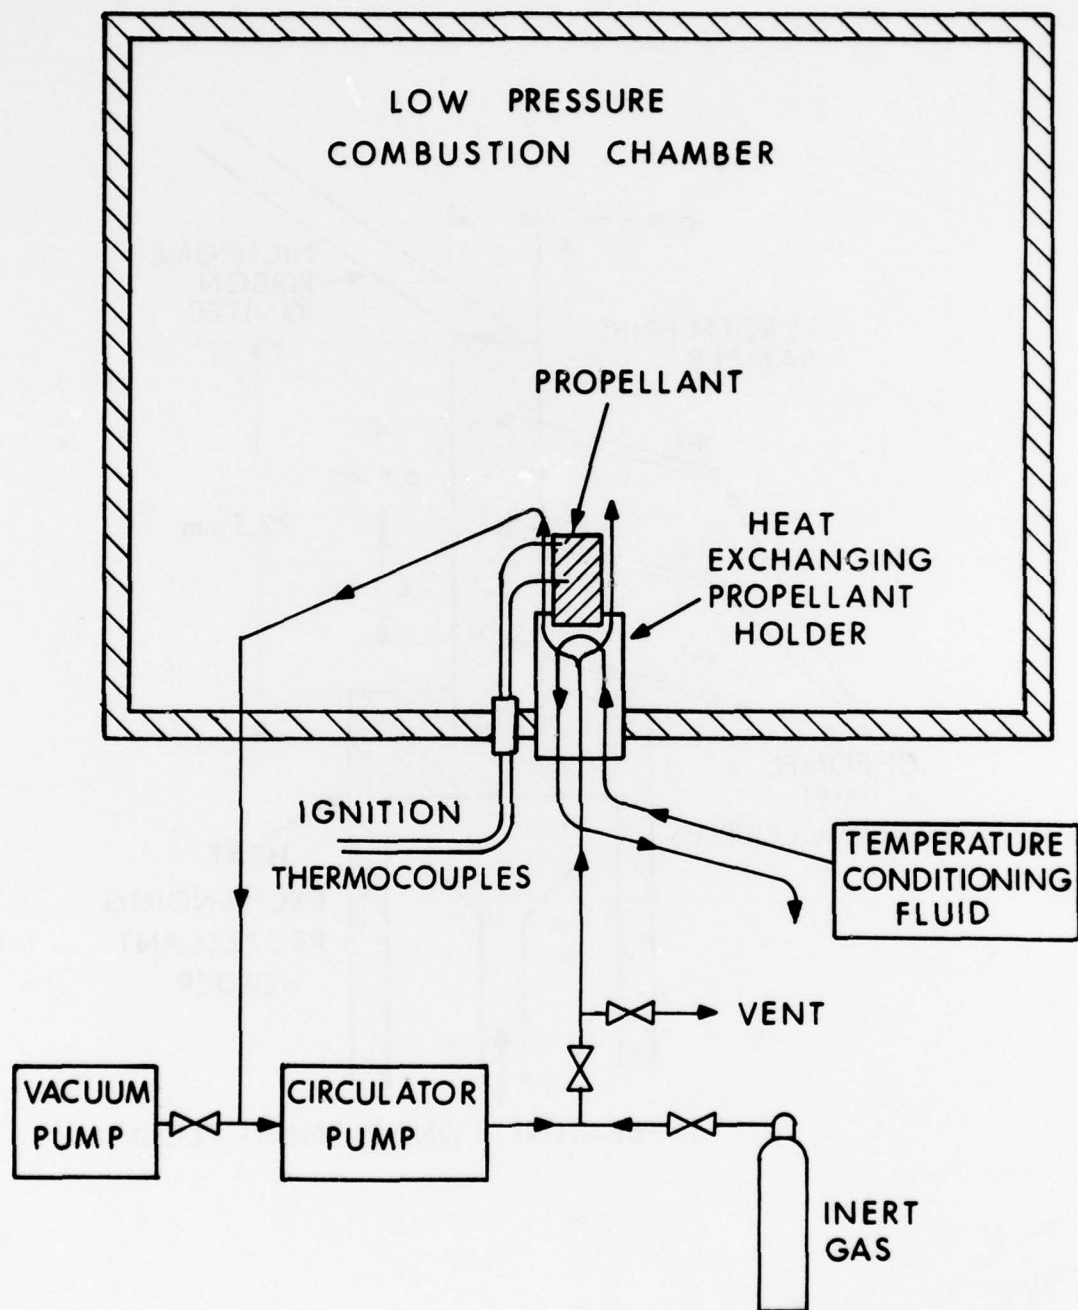 LOW PRESSURE
COMBUSTION CHAMBER
PROPELLANT
HEAT
EXCHANGING
PROPELLANT
HOLDER
IGNITION
THERMOCOUPLES
TEMPERATURE
CONDITIONING
FLUID
VENT
VACUUM
PUMP
CIRCULATOR
PUMP
INERT
GAS